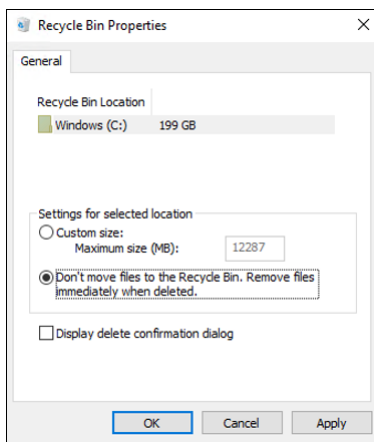 Recycle Bin Properties
General
Recycle Bin Location
Windows (C:) 199 GB
Settings for selected location
Custom size:
Maximum size (MB): 12287
Don't move files to the Recycle Bin. Remove files
immediately when deleted.
Display delete confirmation dialog
OK Cancel Apply